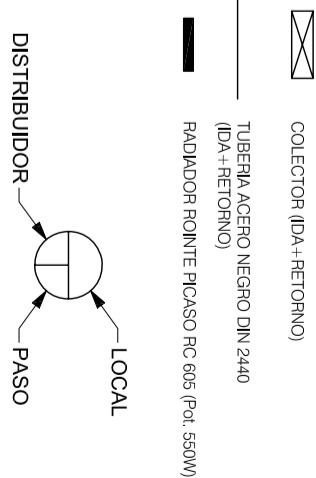 COLECTOR (IDA+RETORNO)
TUBERIA ACERO NEGRO DIN 2440
(IDA+RETORNO)
RADIADOR ROINTE PICASO RC 605 (Pot. 550W)
LOCAL
DISTRIBUIDOR
PASO